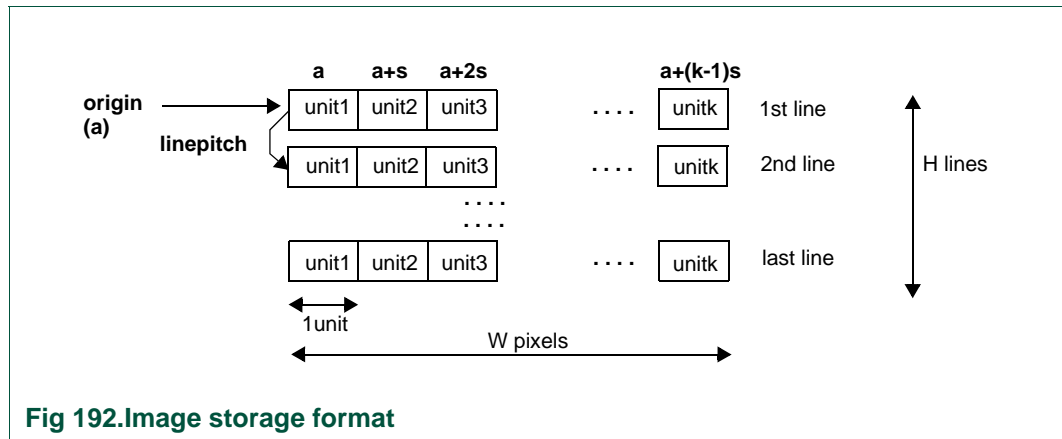 a a+s a+2s a+(k-1)s
origin (a)
unit1 unit2 unit3 .... unitk 1st line
linepitch
unit1 unit2 unit3 .... unitk 2nd line
H lines
....
....
unit1 unit2 unit3 .... unitk last line
1unit
W pixels
Fig 192.Image storage format